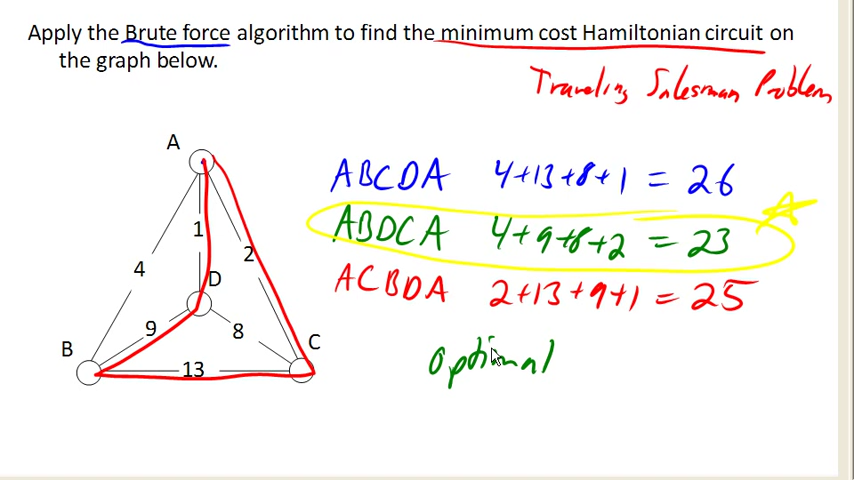 Apply the Brute force algorithm to find the minimum cost Hamiltonian circuit on
the graph below.
Traveling Salesman Problem
A
ABCDA 4+13+8+1 = 26
ABDCA 4+9+8+2 = 23
1
2
4
D
ACBDA 2+13+9+1 = 25
9
8
B
C
13
optimal